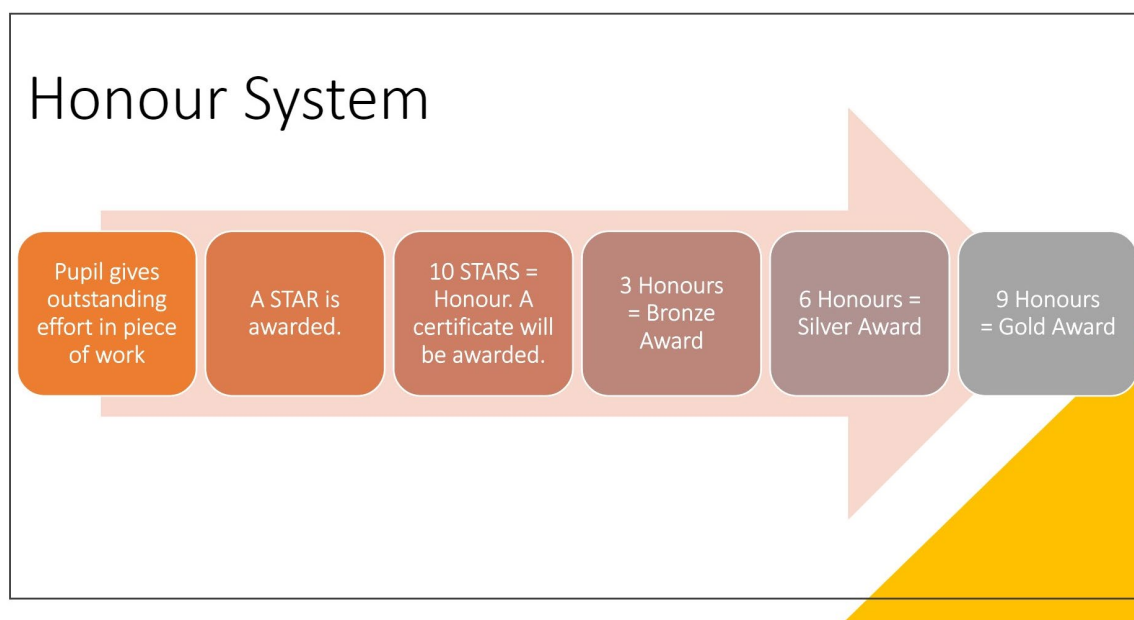 Honour System
Pupil gives
outstanding
effort in piece
of work
A STAR is
awarded.
10 STARS =
Honour. A
certificate will
be awarded.
3 Honours
= Bronze
Award
6 Honours =
Silver Award
9 Honours
= Gold Award